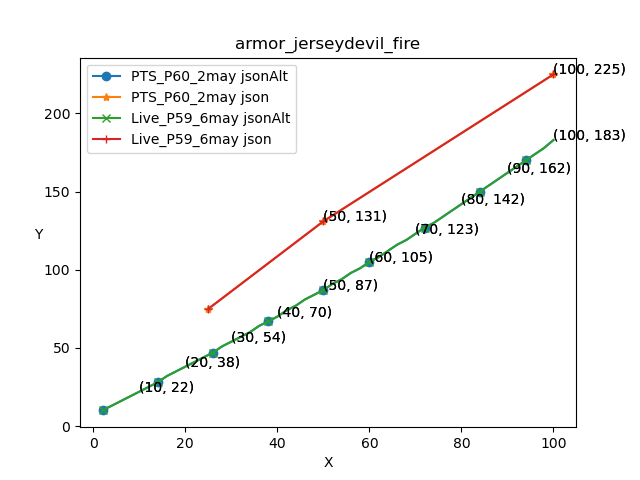 armor_jerseydevil_fire
PTS_P60_2may jsonAlt
PTS_P60_2may json
Live_P59_6may jsonAlt
Live_P59_6may json
(100, 225)
(100, 183)
(90, 162)
(80, 142)
(50, 131)
(70, 123)
(60, 105)
(50, 87)
(40, 70)
(30, 54)
(20, 38)
(10, 22)
Y
200
150
100
50
0
0 20 40 60 80 100
X